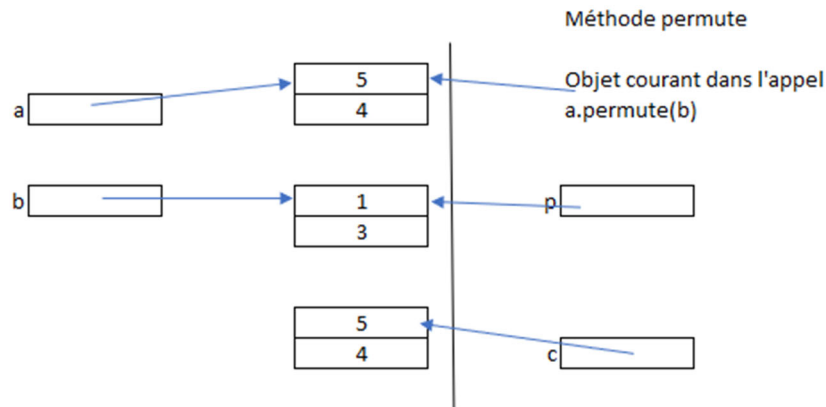 Méthode permute
5
Objet courant dans l'appel
a
4
a.permute(b)
b
1
p
3
5
4
c